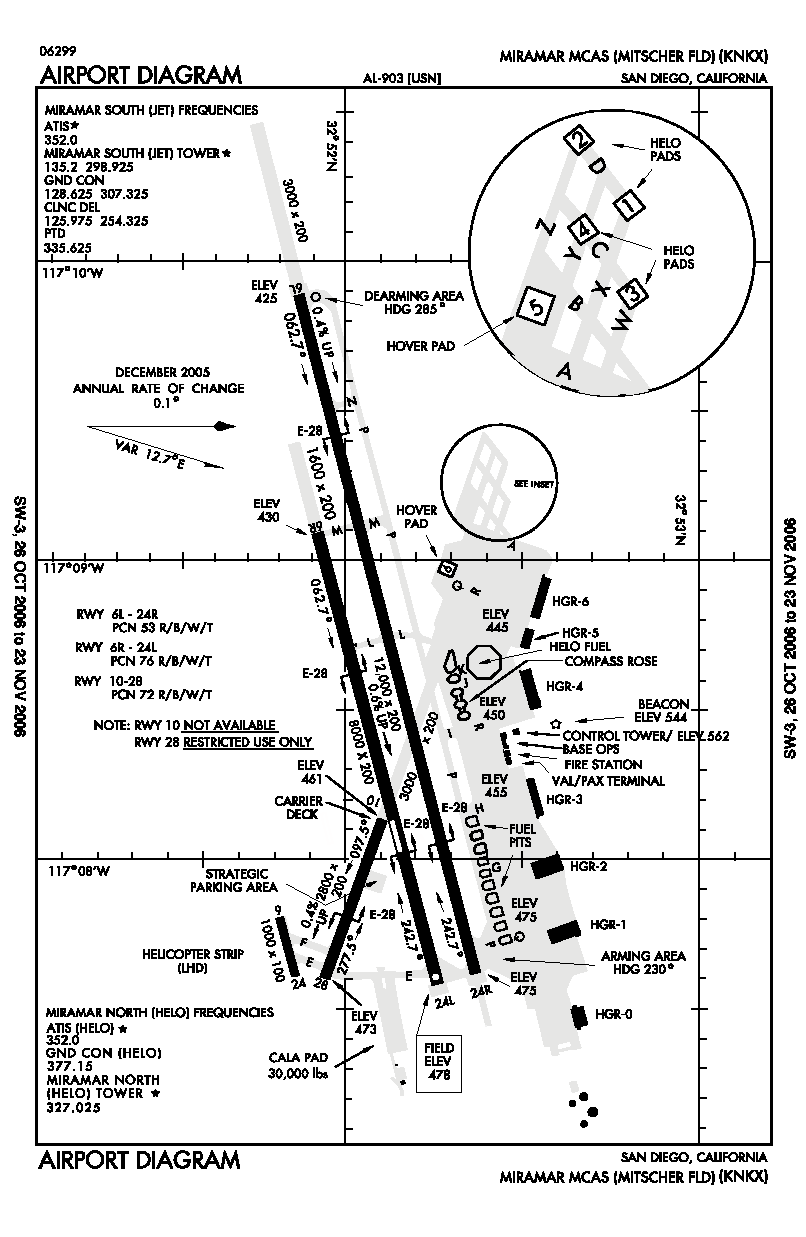 06299
AIRPORT DIAGRAM
AL-903 [USN]
MIRAMAR MCAS (MITSCHER FLD) (KNKX)
SAN DIEGO, CALIFORNIA
MIRAMAR SOUTH (JET) FREQUENCIES
ATIS★
352.0
MIRAMAR SOUTH (JET) TOWER★
135.2 298.925
GND CON
128.625 307.325
CLNC DEL
125.975 254.325
PTD
335.625
32°52'N
3000 x 200
2
HELO
PADS
D
1
Z
4
Y
C
HELO
PADS
X
3
5
B
W
HOVER PAD
A
117°10'W
ELEV
425
6L
DEARMING AREA
HDG 285°
062.7°
0.4% UP
DECEMBER 2005
ANNUAL RATE OF CHANGE
0.1°
VAR 12.7°E
E-28
N
P
1600 x 200
SEE INSET
ELEV
430
6R
W
W
P
HOVER
PAD
32°53'N
A
117°09'W
6
Q
R
062.7°
ELEV
445
HGR-6
HGR-5
HELO FUEL
COMPASS ROSE
RWY 6L - 24R
PCN 53 R/B/W/T
RWY 6R - 24L
PCN 76 R/B/W/T
RWY 10-28
PCN 72 R/B/W/T
L
L
E-28
K
J
HGR-4
12,000 x 200
0.6% UP
8000 x 200
3000 x 200
ELEV
450
R
I
P
BEACON
ELEV 544
CONTROL TOWER/ ELEV 562
BASE OPS
FIRE STATION
VAL/PAX TERMINAL
NOTE: RWY 10 NOT AVAILABLE
RWY 28 RESTRICTED USE ONLY
ELEV
461
ELEV
455
HGR-3
CARRIER
DECK
10
E-28
E-28
H
FUEL
PITS
097.5°
117°08'W
HGR-2
G
STRATEGIC
PARKING AREA
2800 x
200
0.4%
UP
E-28
ELEV
475
HGR-1
9
1000 x 100
F
E
277.5°
242.7°
242.7°
P
HELICOPTER STRIP
(LHD)
ARMING AREA
HDG 230°
E
27
28
24L
24R
ELEV
475
ELEV
473
HGR-0
MIRAMAR NORTH (HELO) FREQUENCIES
ATIS (HELO) ★
352.0
GND CON (HELO)
377.15
MIRAMAR NORTH
(HELO) TOWER ★
327.025
CALA PAD
30,000 lbs
FIELD
ELEV
478
AIRPORT DIAGRAM
SAN DIEGO, CALIFORNIA
MIRAMAR MCAS (MITSCHER FLD) (KNKX)
SW-3, 26 OCT 2006 to 23 NOV 2006
SW-3, 26 OCT 2006 to 23 NOV 2006